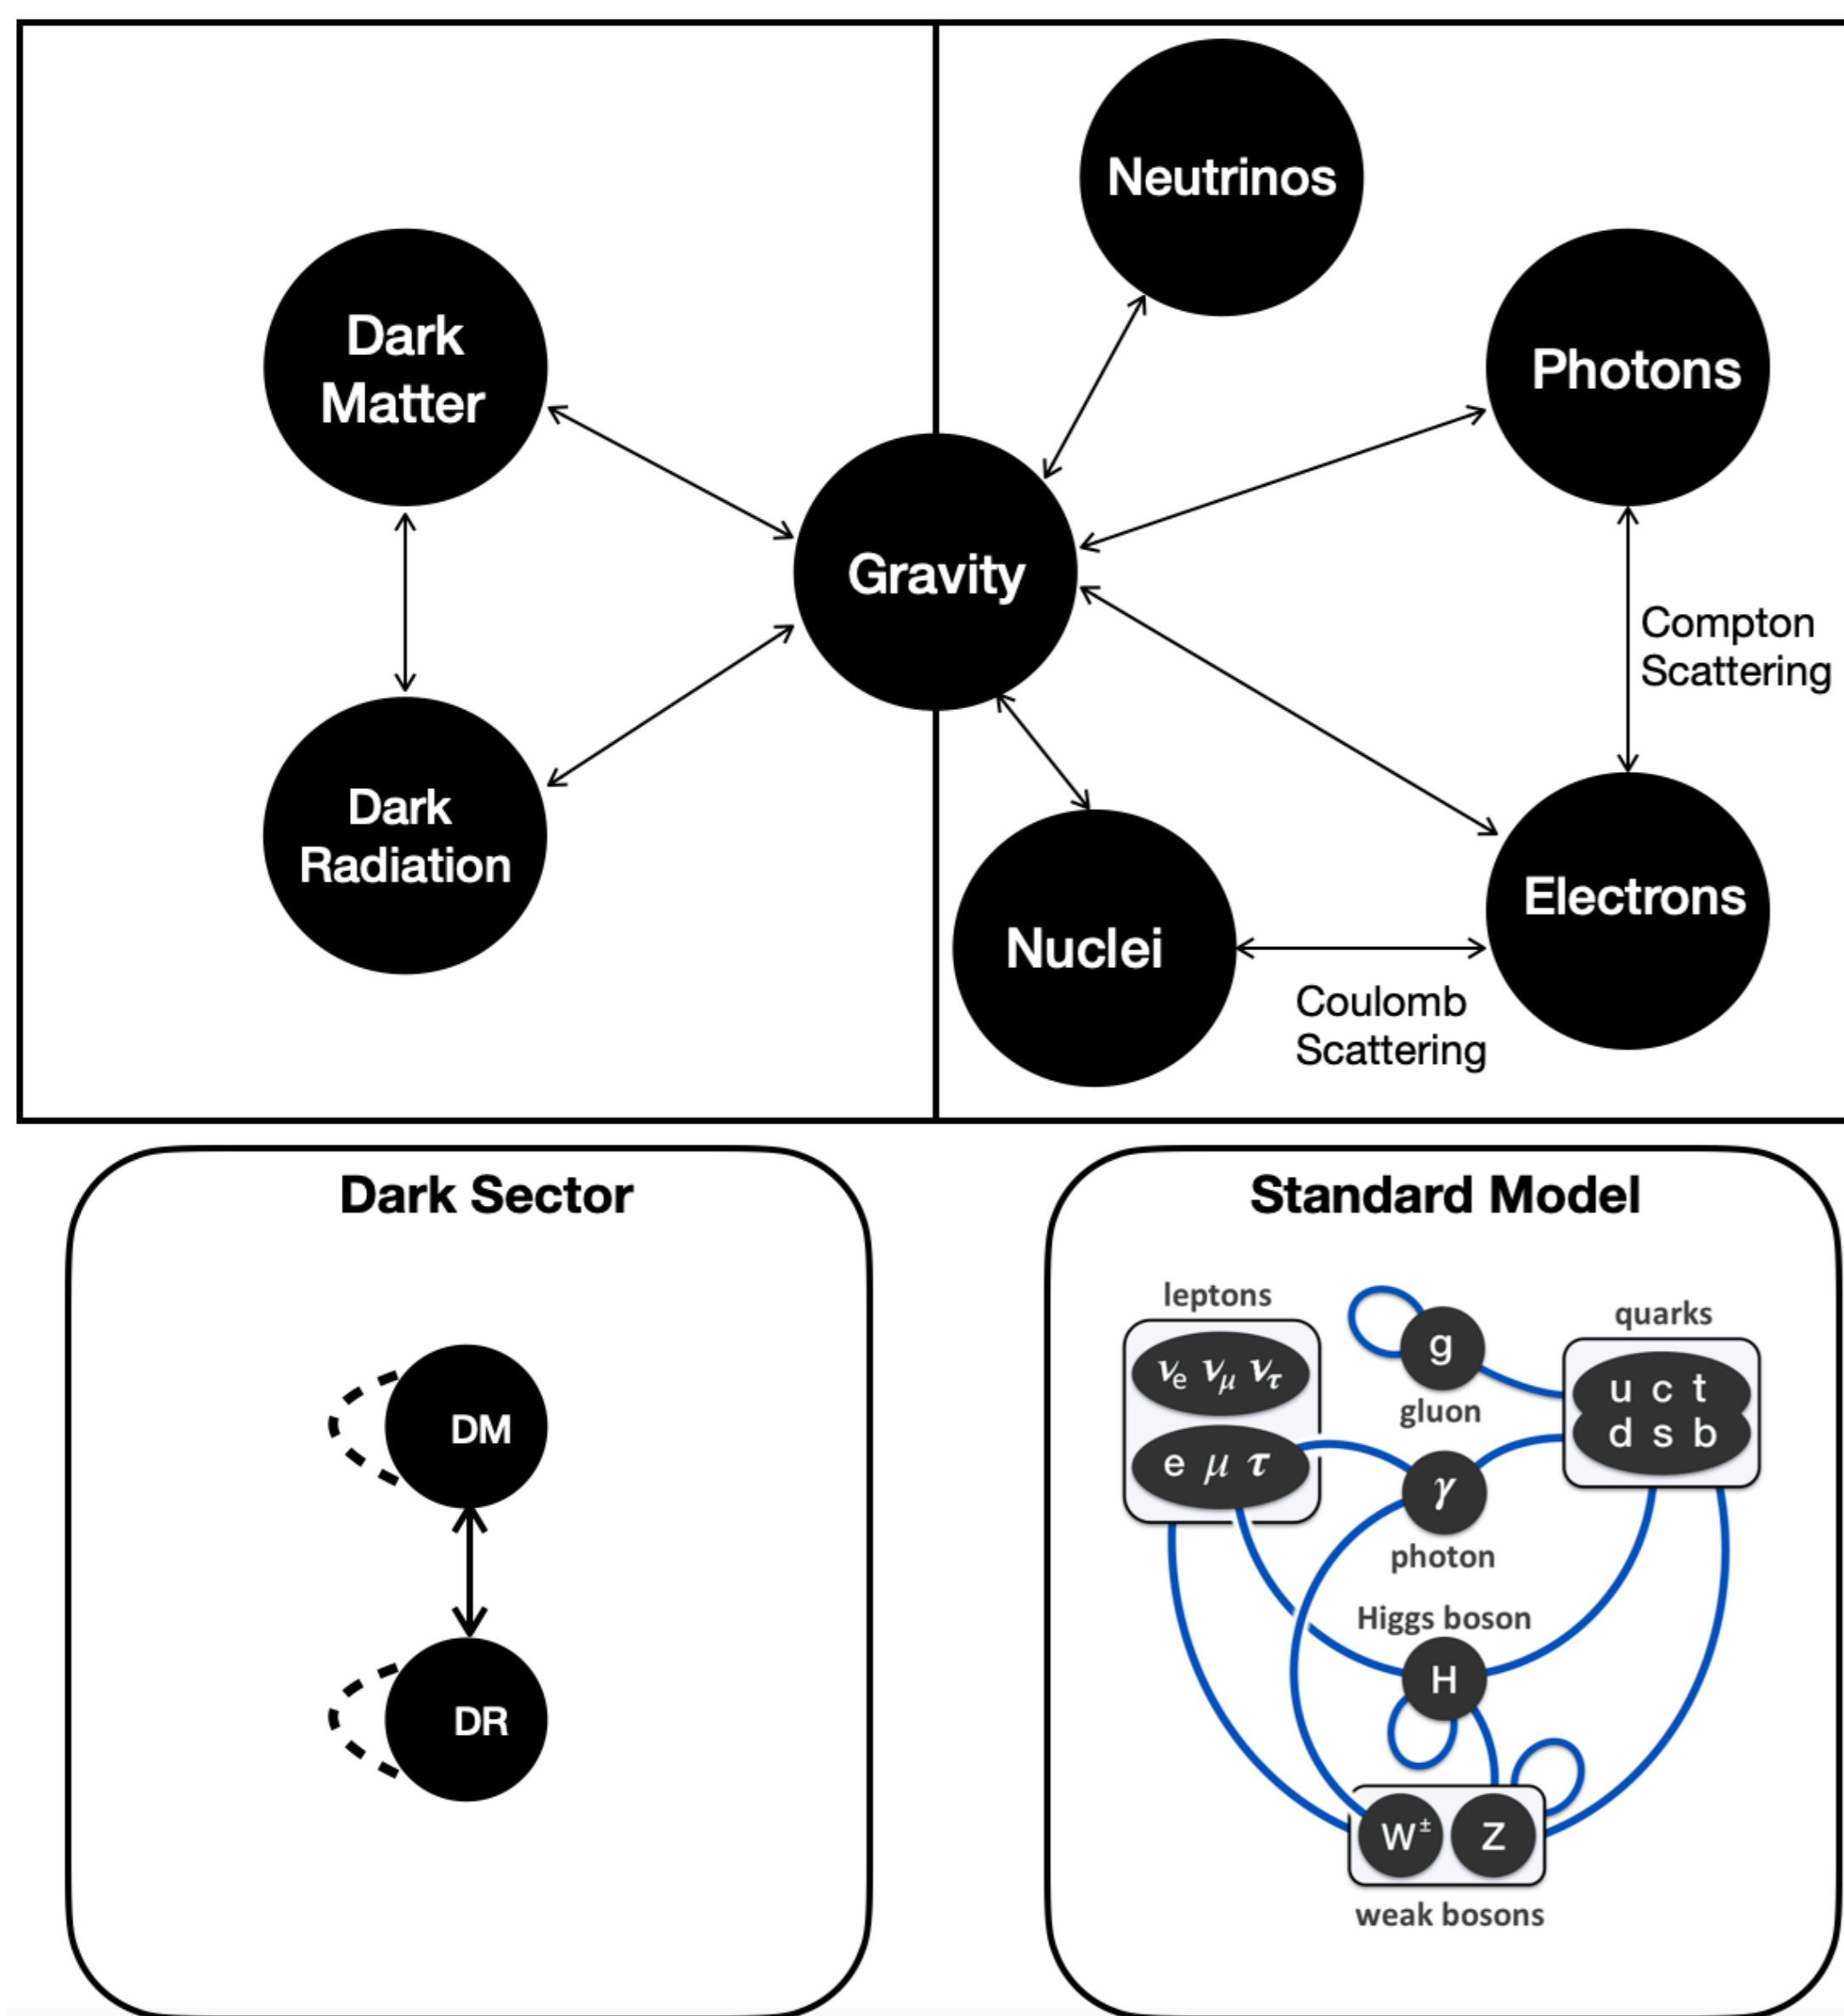 Neutrinos
Dark
Matter
Photons
Gravity
Compton
Scattering
Dark
Radiation
Electrons
Nuclei
Coulomb
Scattering
Dark Sector
DM
DR
Standard Model
leptons
νe νμ ντ
e μ τ
g
gluon
quarks
u c t
d s b
γ
photon
Higgs boson
H
W± Z
weak bosons